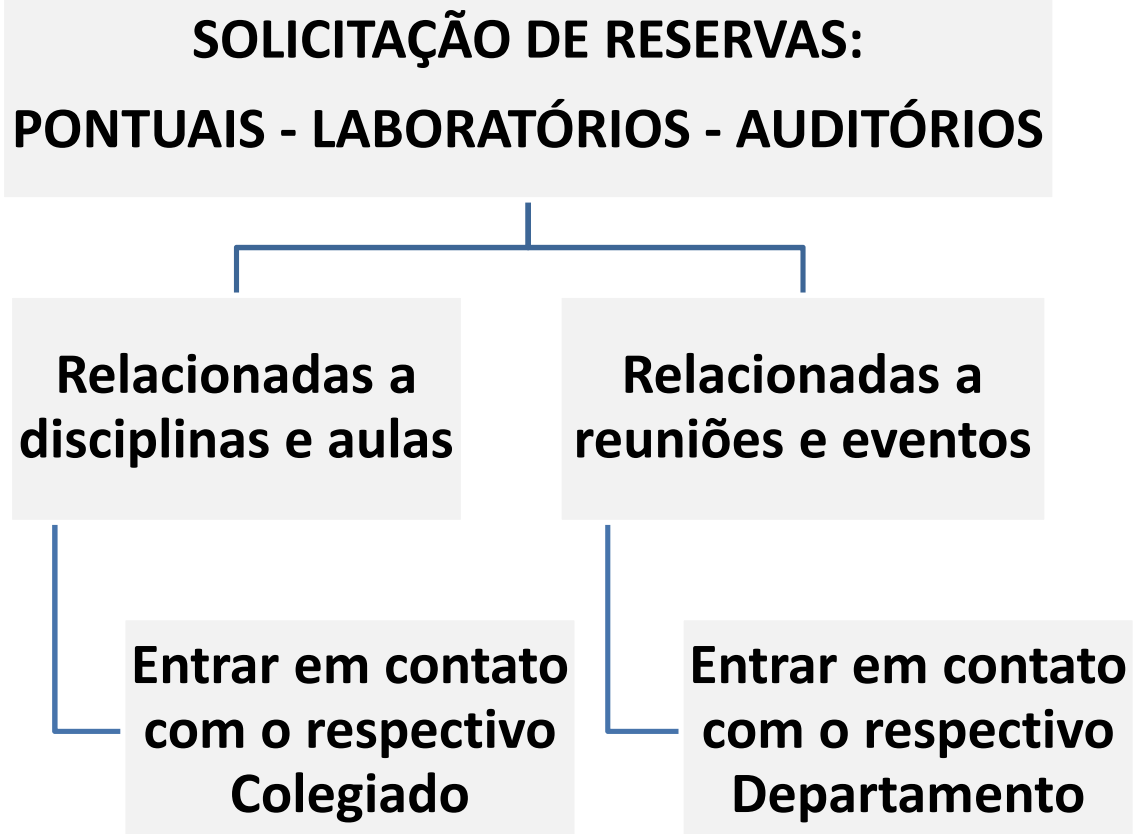 SOLICITAÇÃO DE RESERVAS:
PONTUAIS - LABORATÓRIOS - AUDITÓRIOS
Relacionadas a
disciplinas e aulas
Entrar em contato
com o respectivo
Colegiado
Relacionadas a
reuniões e eventos
Entrar em contato
com o respectivo
Departamento